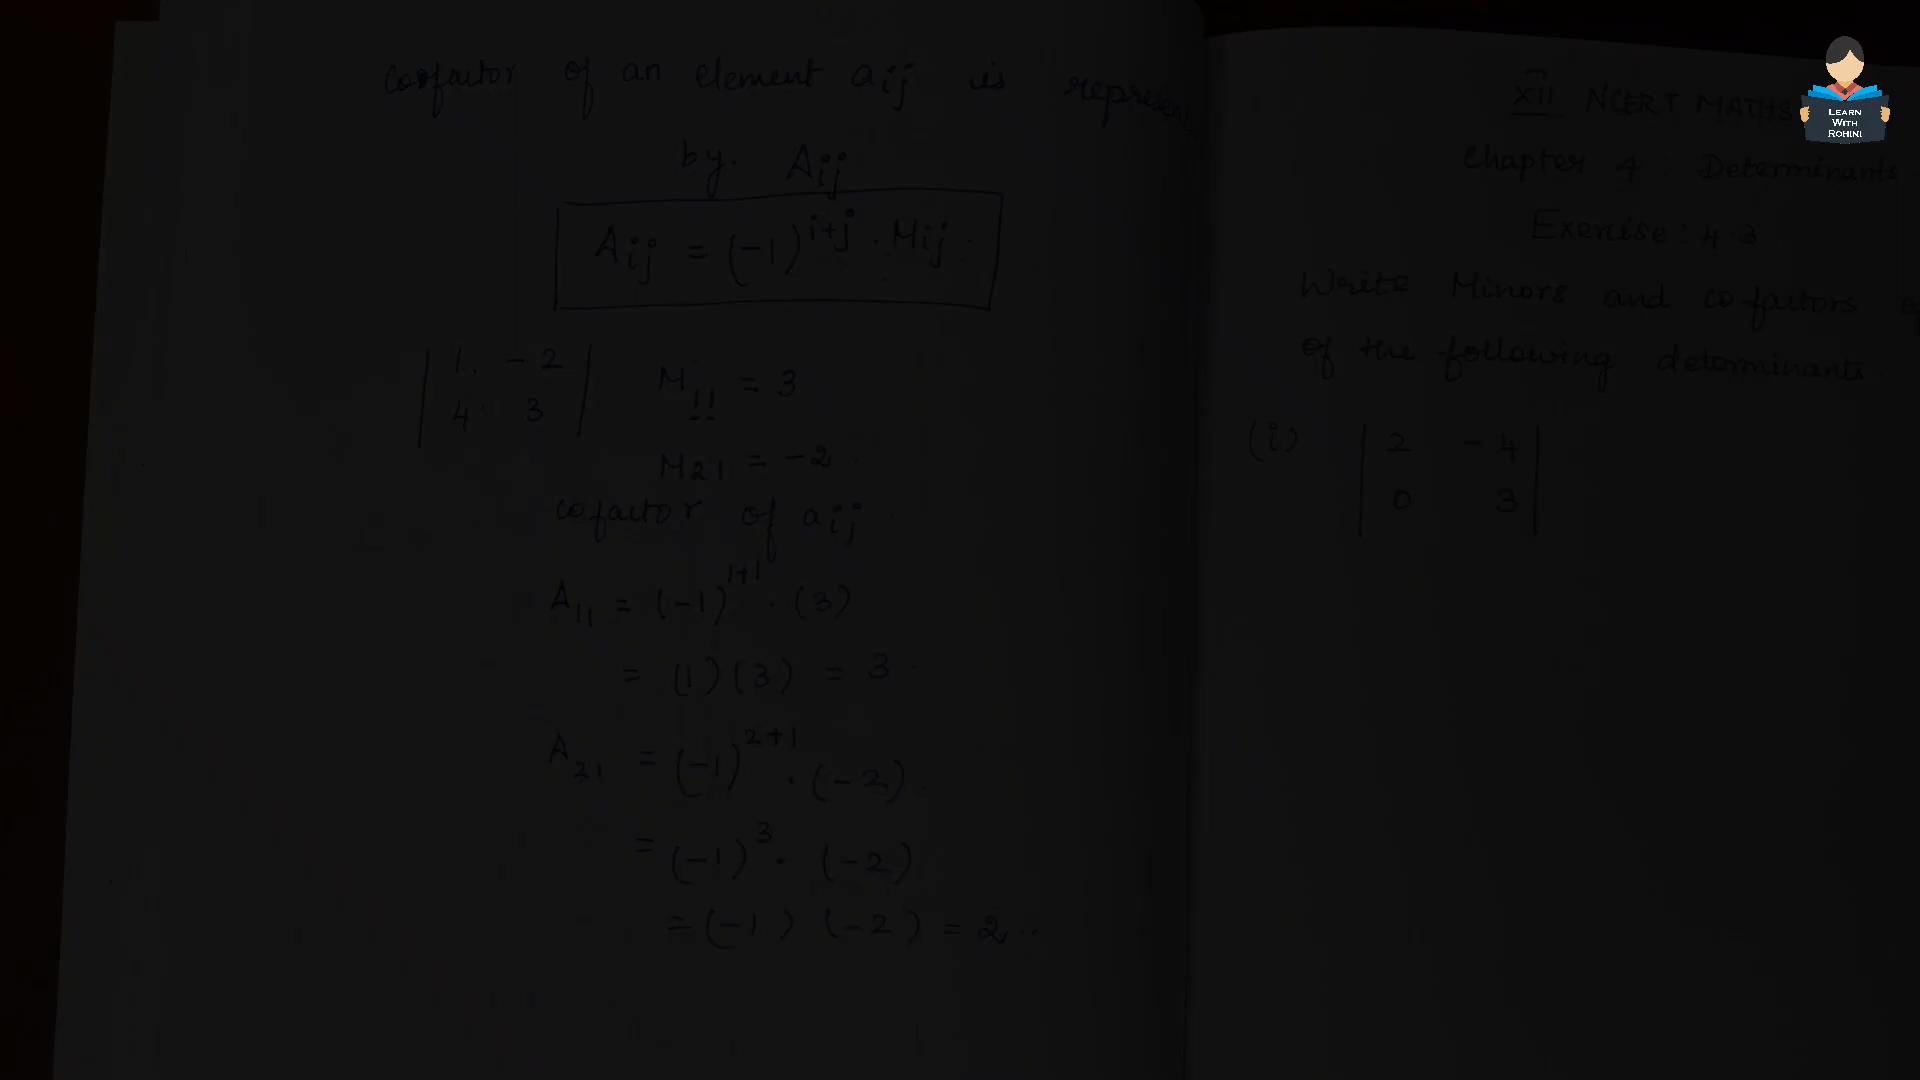 cofactor of an element aij is represen
by. Aij
Aij = (-1)^i+j . Mij.
| 1. -2 |
| 4 3 |
M11 = 3
M21 = -2
cofactor of aij
A11 = (-1)^1+1 . (3)
= (1)(3) = 3
A21 = (-1)^2+1 . (-2)
= (-1)^3 . (-2)
= (-1) (-2) = 2
XII NCERT MATHS
Chapter 4 : Determinants
Exercise: 4.3
Write Minors and cofactors
of the following determinants
(i) | 2 -4 |
| 0 3 |
LEARN
WITH
ROHINI